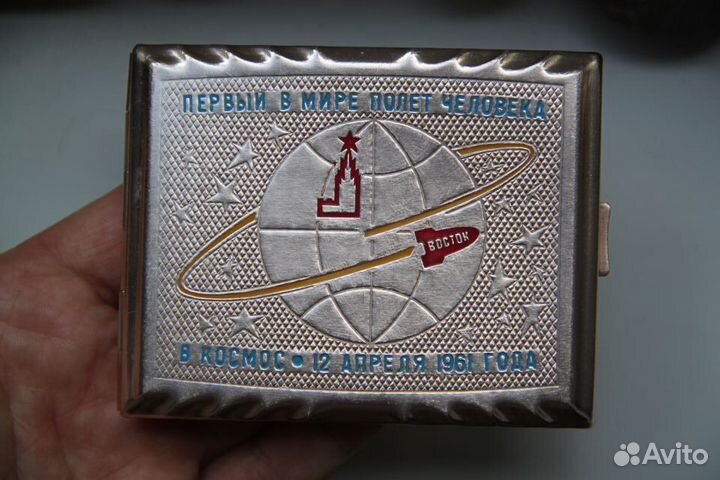 ПЕРВЫЙ В МИРЕ ПОЛЕТ ЧЕЛОВЕКА
ВОСТОК
В КОСМОС • 12 АПРЕЛЯ 1961 ГОДА
Avito